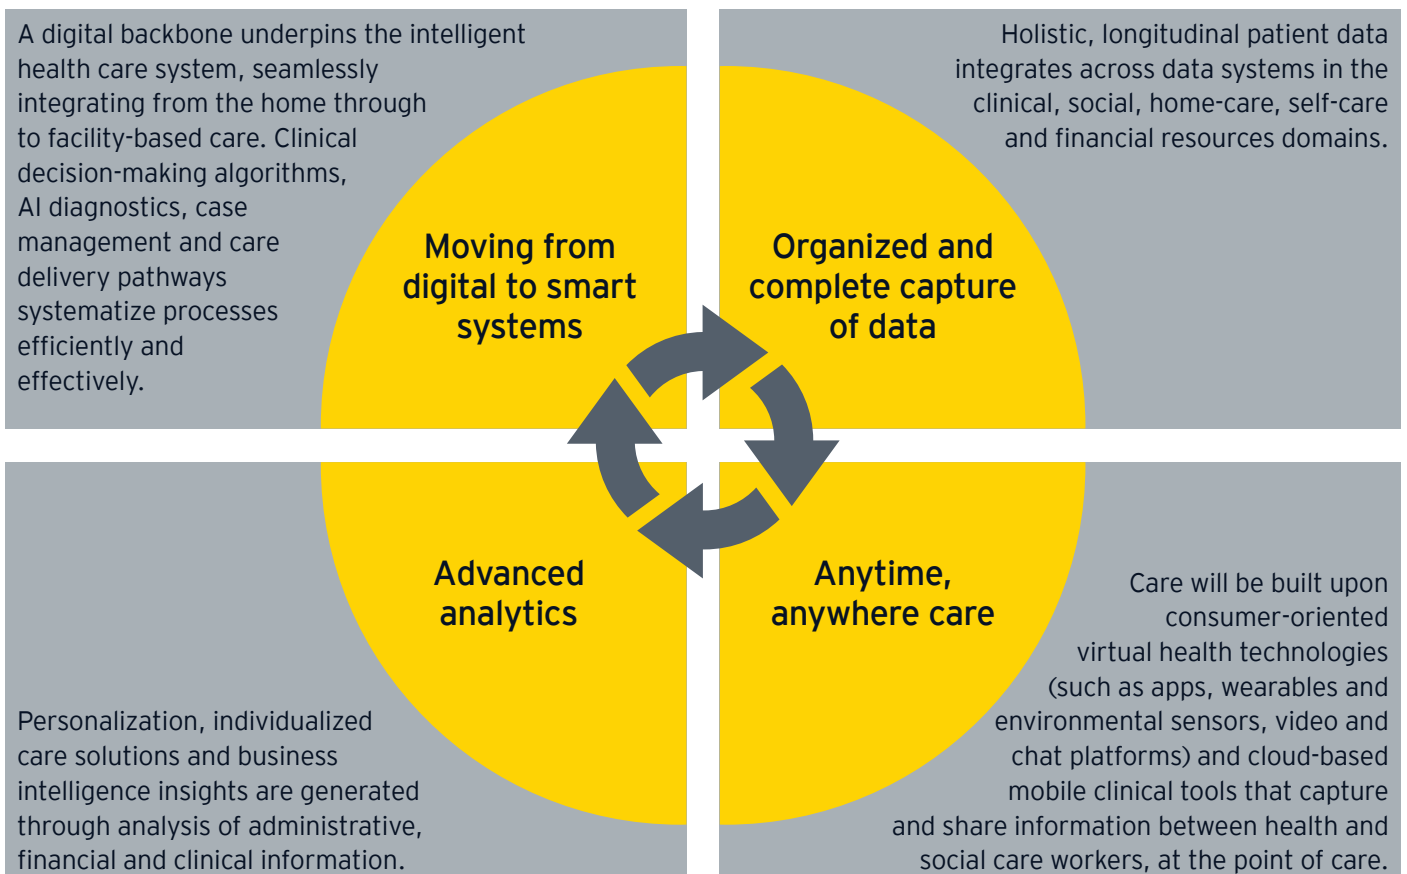 A digital backbone underpins the intelligent
health care system, seamlessly
integrating from the home through
to facility-based care. Clinical
decision-making algorithms,
AI diagnostics, case
management and care
delivery pathways
systematize processes
efficiently and
effectively.
Moving from
digital to smart
systems
Holistic, longitudinal patient data
integrates across data systems in the
clinical, social, home-care, self-care
and financial resources domains.
Organized and
complete capture
of data
Advanced
analytics
Personalization, individualized
care solutions and business
intelligence insights are generated
through analysis of administrative,
financial and clinical information.
Anytime,
anywhere care
Care will be built upon
consumer-oriented
virtual health technologies
(such as apps, wearables and
environmental sensors, video and
chat platforms) and cloud-based
mobile clinical tools that capture
and share information between health and
social care workers, at the point of care.